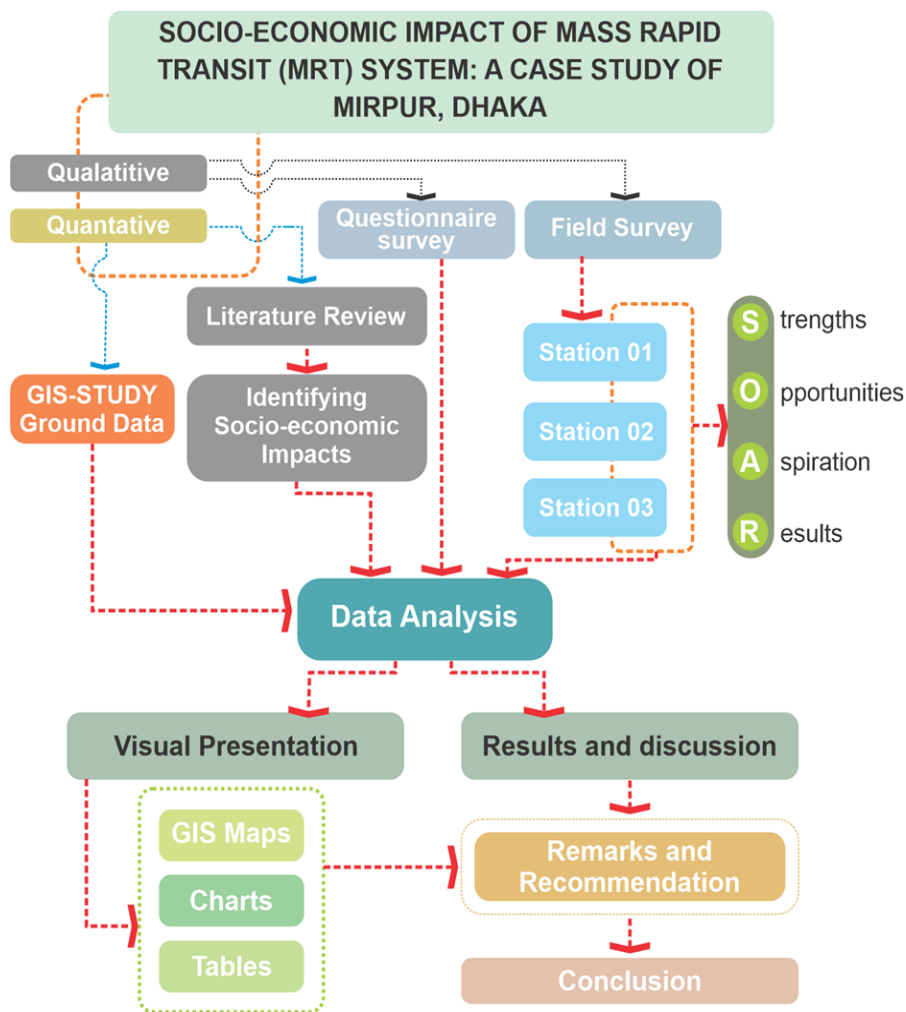 SOCIO-ECONOMIC IMPACT OF MASS RAPID
TRANSIT (MRT) SYSTEM: A CASE STUDY OF
MIRPUR, DHAKA
Qualatitive
Quantative
Questionnaire
survey
Field Survey
Literature Review
Identifying
Socio-economic
Impacts
GIS-STUDY
Ground Data
Station 01
Station 02
Station 03
S trengths
O pportunities
A spiration
R esults
Data Analysis
Visual Presentation
Results and discussion
GIS Maps
Charts
Tables
Remarks and
Recommendation
Conclusion